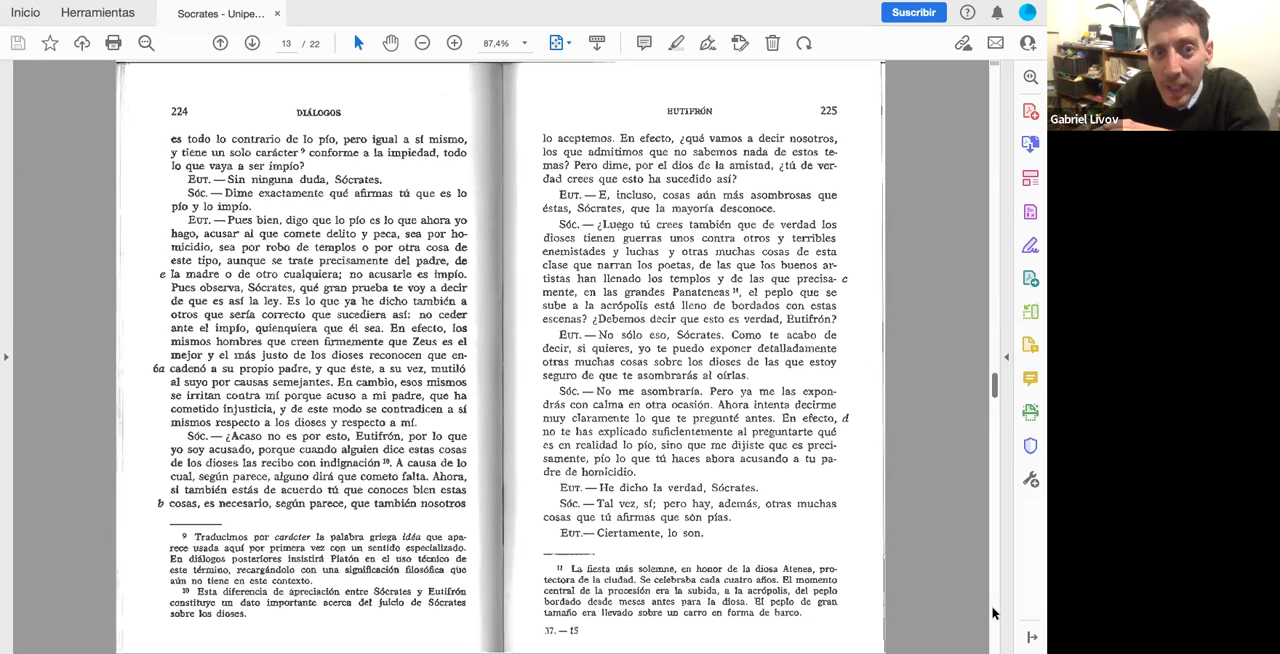 Inicio Herramientas Socrates - Unipe... × Suscribir
13 / 22 87,4%
Gabriel Livov
224 DIÁLOGOS
es todo lo contrario de lo pío, pero igual a sí mismo,
y tiene un solo carácter 9 conforme a la impiedad, todo
lo que vaya a ser impío?
EUT. — Sin ninguna duda, Sócrates.
SÓC. — Dime exactamente qué afirmas tú que es lo
pío y lo impío.
EUT. — Pues bien, digo que lo pío es lo que ahora yo
hago, acusar al que comete delito y peca, sea por ho-
micidio, sea por robo de templos o por otra cosa de
este tipo, aunque se trate precisamente del padre, de
e la madre o de otro cualquiera; no acusarle es impío.
Pues observa, Sócrates, qué gran prueba te voy a decir
de que es así la ley. Es lo que ya he dicho también a
otros que sería correcto que sucediera así: no ceder
ante el impío, quienquiera que él sea. En efecto, los
mismos hombres que creen firmemente que Zeus es el
mejor y el más justo de los dioses reconocen que en-
6a cadenó a su propio padre, y que éste, a su vez, mutiló
al suyo por causas semejantes. En cambio, esos mismos
se irritan contra mí porque acuso a mi padre, que ha
cometido injusticia, y de este modo se contradicen a sí
mismos respecto a los dioses y respecto a mí.
SÓC. — ¿Acaso no es por esto, Eutifrón, por lo que
yo soy acusado, porque cuando alguien dice estas cosas
de los dioses las recibo con indignación 10. A causa de lo
cual, según parece, alguno dirá que cometo falta. Ahora,
si también estás de acuerdo tú que conoces bien estas
b cosas, es necesario, según parece, que también nosotros
9 Traducimos por carácter la palabra griega idéa que apa-
rece usada aquí por primera vez con un sentido especializado.
En diálogos posteriores insistirá Platón en el uso técnico de
este término, recargándolo con una significación filosófica que
aún no tiene en este contexto.
10 Esta diferencia de apreciación entre Sócrates y Eutifrón
constituye un dato importante acerca del juicio de Sócrates
sobre los dioses.
EUTIFRÓN 225
lo aceptemos. En efecto, ¿qué vamos a decir nosotros,
los que admitimos que no sabemos nada de estos te-
mas? Pero dime, por el dios de la amistad, ¿tú de ver-
dad crees que esto ha sucedido así?
EUT. — E, incluso, cosas aún más asombrosas que
éstas, Sócrates, que la mayoría desconoce.
SÓC. — ¿Luego tú crees también que de verdad los
dioses tienen guerras unos contra otros y terribles
enemistades y luchas y otras muchas cosas de esta
clase que narran los poetas, de las que los buenos ar-
tistas han llenado los templos y de las que precisa- c
mente, en las grandes Panateneas 11, el peplo que se
sube a la acrópolis está lleno de bordados con estas
escenas? ¿Debemos decir que esto es verdad, Eutifrón?
EUT. — No sólo eso, Sócrates. Como te acabo de
decir, si quieres, yo te puedo exponer detalladamente
otras muchas cosas sobre los dioses de las que estoy
seguro de que te asombrarás al oírlas.
SÓC. — No me asombraría. Pero ya me las expon-
drás con calma en otra ocasión. Ahora intenta decirme
muy claramente lo que te pregunté antes. En efecto, d
no te has explicado suficientemente al preguntarte qué
es en realidad lo pío, sino que me dijiste que es preci-
samente, pío lo que tú haces ahora acusando a tu pa-
dre de homicidio.
EUT. — He dicho la verdad, Sócrates.
SÓC. — Tal vez, sí; pero hay, además, otras muchas
cosas que tú afirmas que són pías.
EUT.— Ciertamente, lo son.
11 La fiesta más solemne, en honor de la diosa Atenea, pro-
tectora de la ciudad. Se celebraba cada cuatro años. El momento
central de la procesión era la subida, a la acrópolis, del peplo
bordado desde meses antes para la diosa. El peplo de gran
tamaño era llevado sobre un carro en forma de barco.
37. — 15